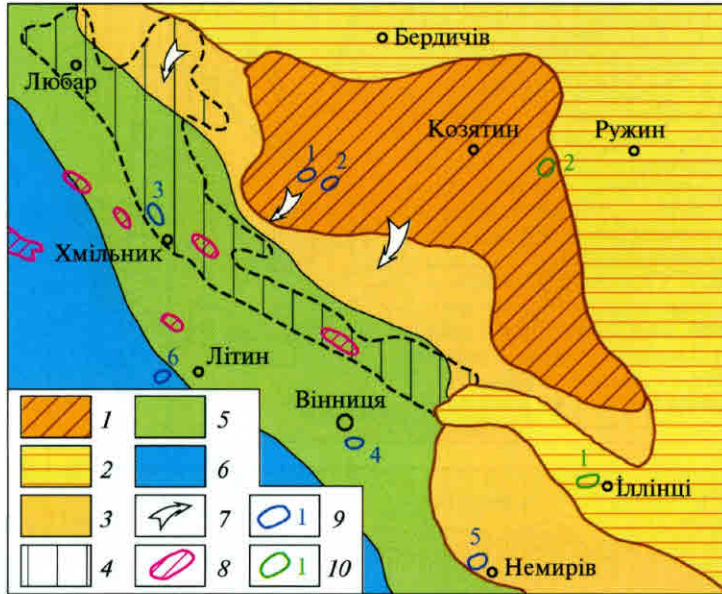 Бердичів
Любар
Козятин
Ружин
1
2
2
3
Хмільник
6
Літин
Вінниця
4
1
Іллінці
5
Немирів
1 5
2 6
3 7 1 9
4 8 1 10